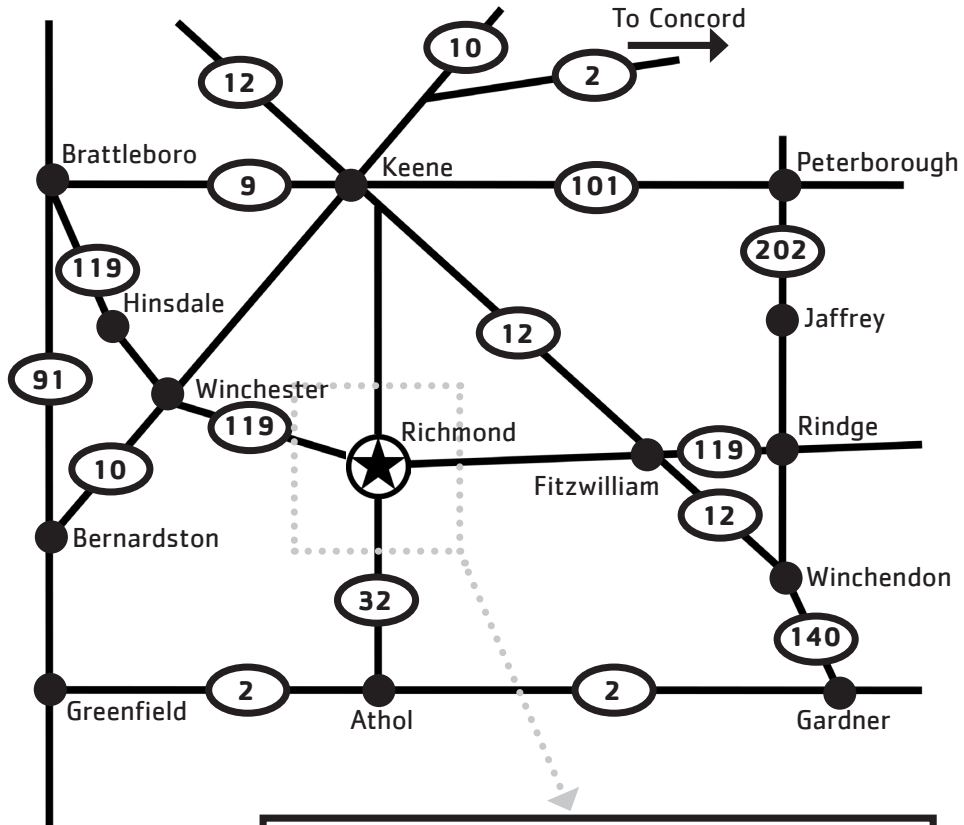 To Concord
10
2
12
Brattleboro
Keene
Peterborough
9
101
202
119
Hinsdale
Jaffrey
12
91
Winchester
119
Richmond
Rindge
119
10
Fitzwilliam
12
Bernardston
Winchendon
32
140
2
2
Greenfield
Athol
Gardner